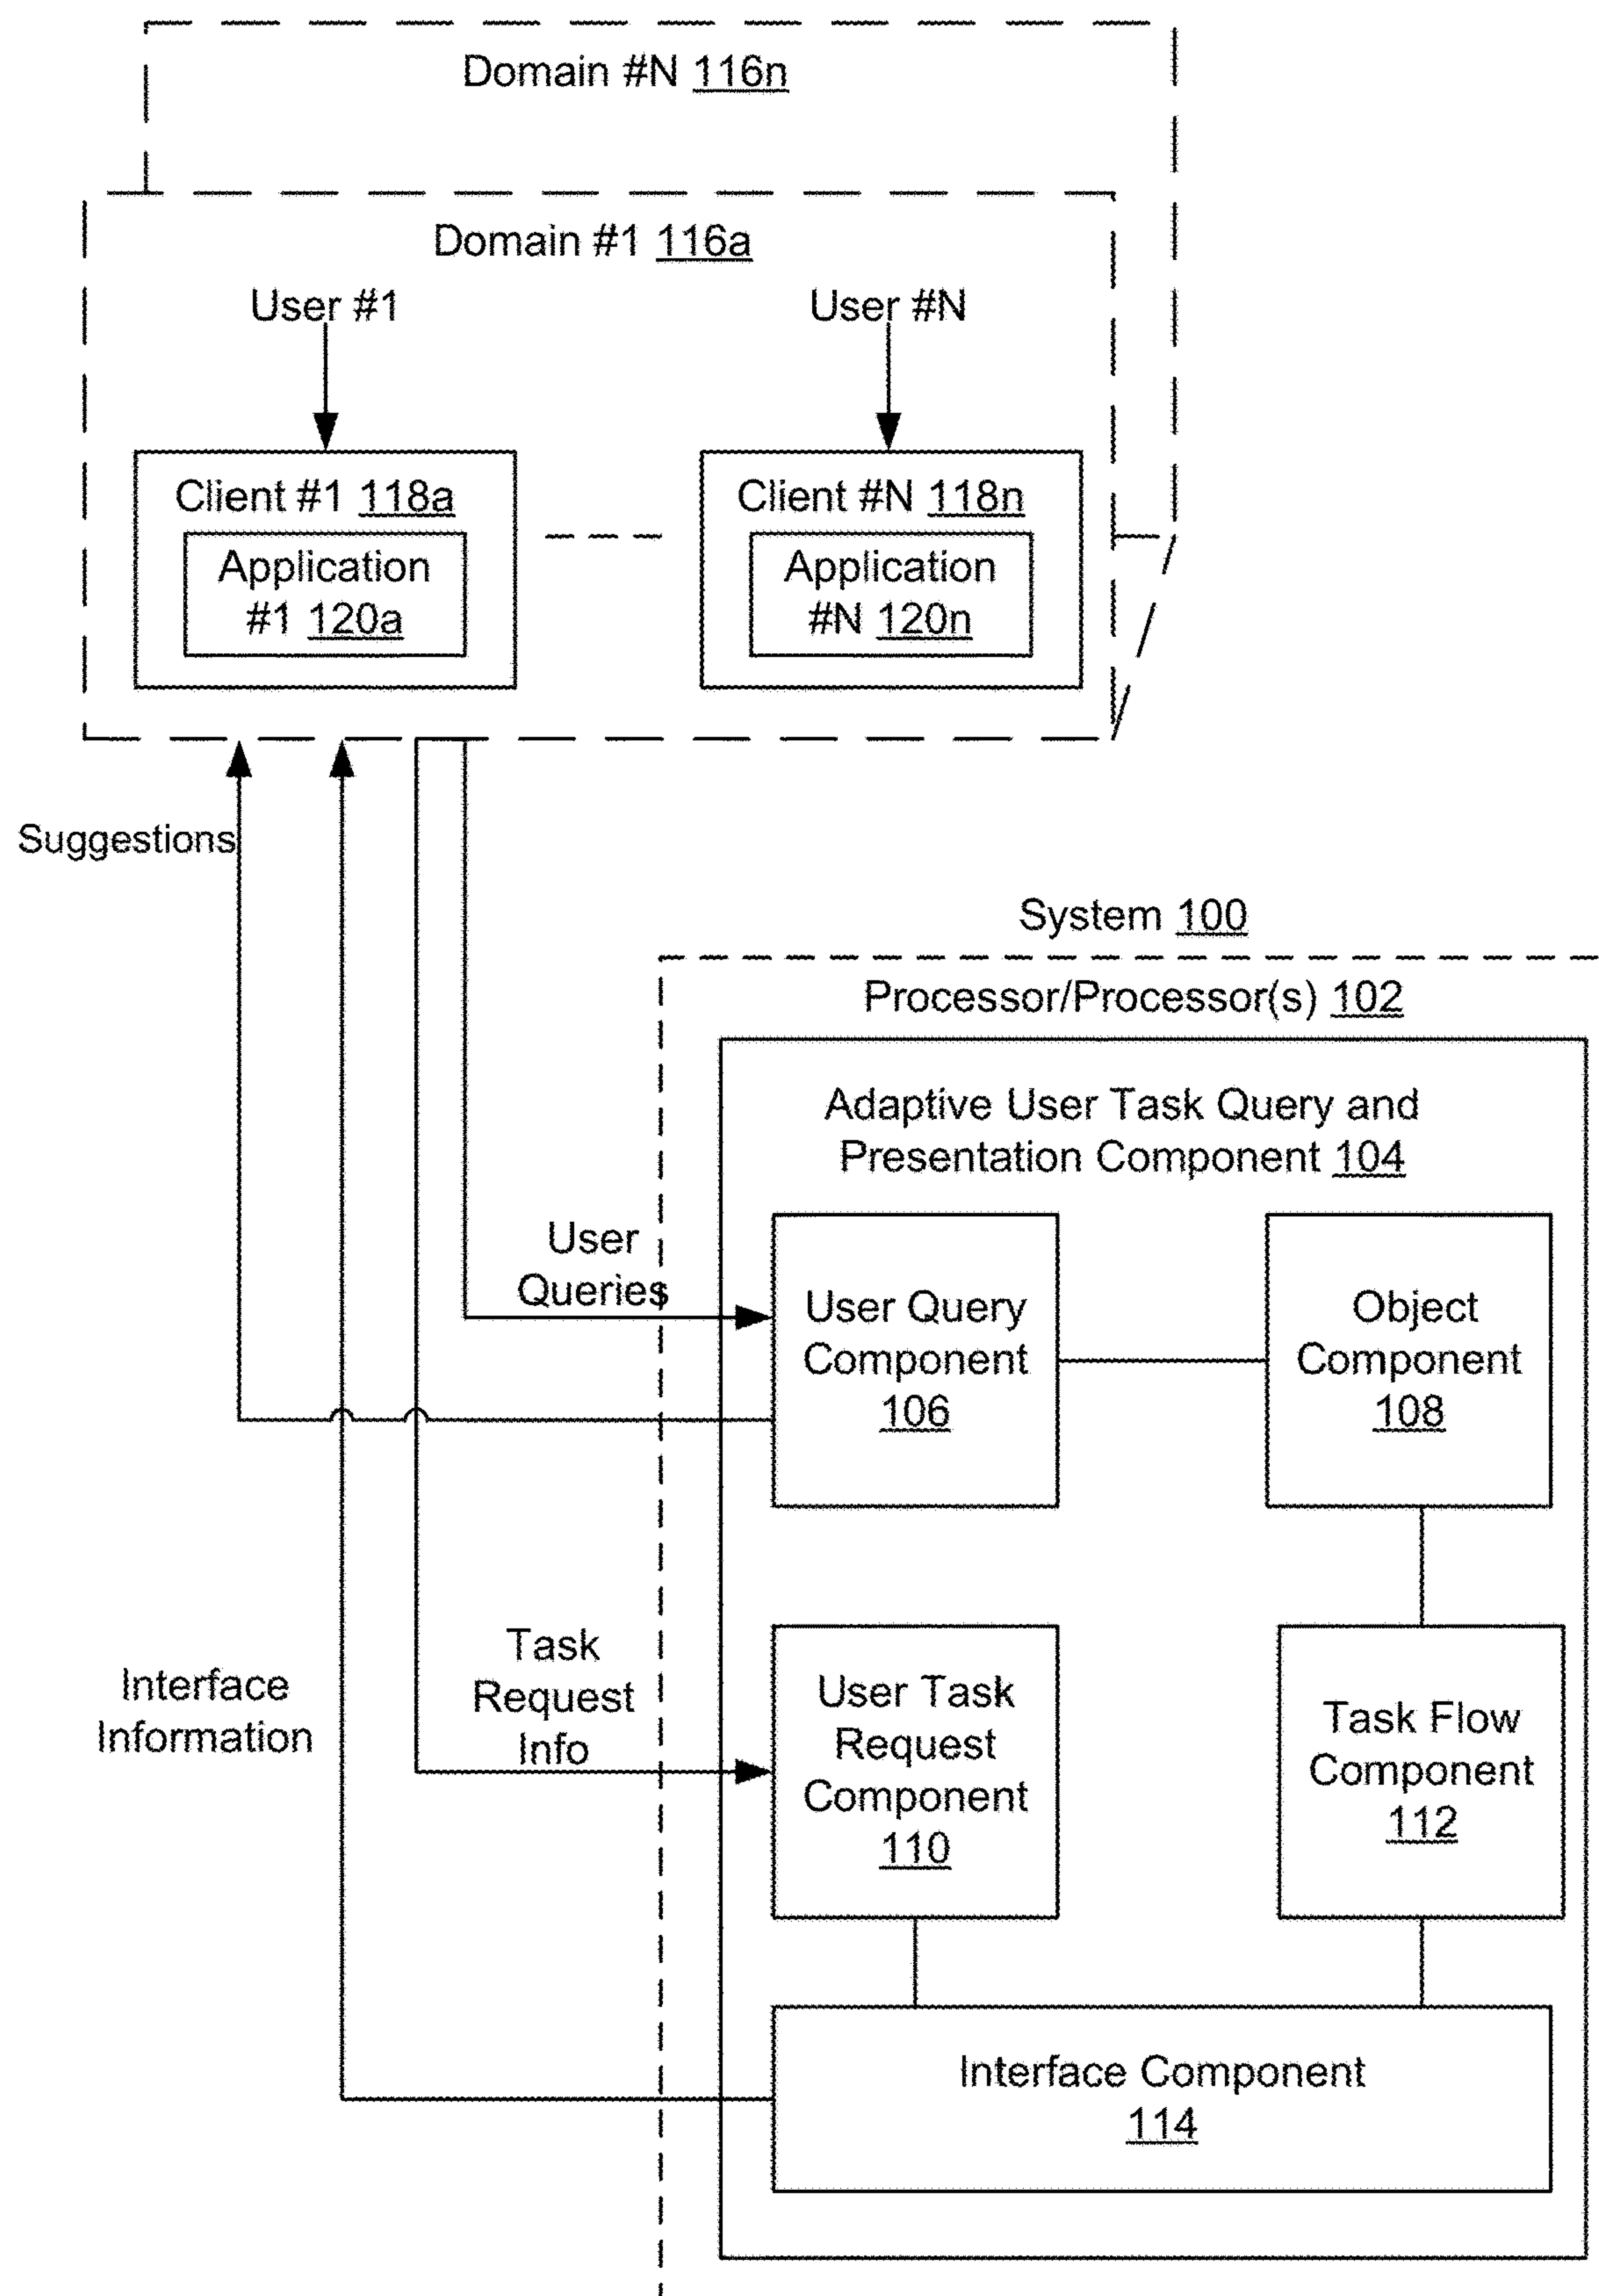 Domain #N 116n
Domain #1 116a
User #1
User #N
Client #1 118a
Application
#1 120a
Client #N 118n
Application
#N 120n
Suggestions
System 100
Processor/Processor(s) 102
Adaptive User Task Query and
Presentation Component 104
User
Queries
User Query
Component
106
Object
Component
108
Interface
Information
Task
Request
Info
User Task
Request
Component
110
Task Flow
Component
112
Interface Component
114